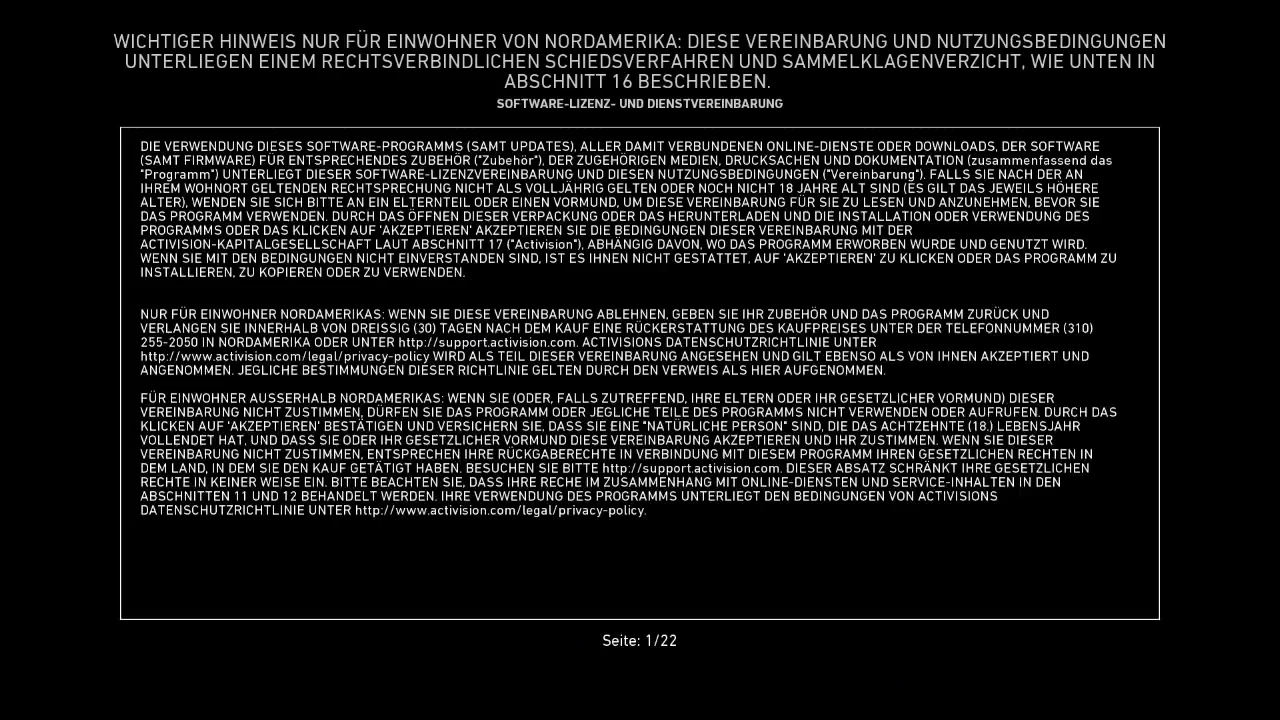 WICHTIGER HINWEIS NUR FÜR EINWOHNER VON NORDAMERIKA: DIESE VEREINBARUNG UND NUTZUNGSBEDINGUNGEN
UNTERLIEGEN EINEM RECHTSVERBINDLICHEN SCHIEDSVERFAHREN UND SAMMELKLAGENVERZICHT, WIE UNTEN IN
ABSCHNITT 16 BESCHRIEBEN.
SOFTWARE-LIZENZ- UND DIENSTVEREINBARUNG
DIE VERWENDUNG DIESES SOFTWARE-PROGRAMMS (SAMT UPDATES), ALLER DAMIT VERBUNDENEN ONLINE-DIENSTE ODER DOWNLOADS, DER SOFTWARE
(SAMT FIRMWARE) FÜR ENTSPRECHENDES ZUBEHÖR ("Zubehör"), DER ZUGEHÖRIGEN MEDIEN, DRUCKSACHEN UND DOKUMENTATION (zusammenfassend das
"Programm") UNTERLIEGT DIESER SOFTWARE-LIZENZVEREINBARUNG UND DIESEN NUTZUNGSBEDINGUNGEN ("Vereinbarung"). FALLS SIE NACH DER AN
IHREM WOHNORT GELTENDEN RECHTSPRECHUNG NICHT ALS VOLLJÄHRIG GELTEN ODER NOCH NICHT 18 JAHRE ALT SIND (ES GILT DAS JEWEILS HÖHERE
ALTER), WENDEN SIE SICH BITTE AN EIN ELTERNTEIL ODER EINEN VORMUND, UM DIESE VEREINBARUNG FÜR SIE ZU LESEN UND ANZUNEHMEN, BEVOR SIE
DAS PROGRAMM VERWENDEN. DURCH DAS ÖFFNEN DIESER VERPACKUNG ODER DAS HERUNTERLADEN UND DIE INSTALLATION ODER VERWENDUNG DES
PROGRAMMS ODER DAS KLICKEN AUF 'AKZEPTIEREN' AKZEPTIEREN SIE DIE BEDINGUNGEN DIESER VEREINBARUNG MIT DER
ACTIVISION-KAPITALGESELLSCHAFT LAUT ABSCHNITT 17 ("Activision"), ABHÄNGIG DAVON, WO DAS PROGRAMM ERWORBEN WURDE UND GENUTZT WIRD.
WENN SIE MIT DEN BEDINGUNGEN NICHT EINVERSTANDEN SIND, IST ES IHNEN NICHT GESTATTET, AUF 'AKZEPTIEREN' ZU KLICKEN ODER DAS PROGRAMM ZU
INSTALLIEREN, ZU KOPIEREN ODER ZU VERWENDEN.
NUR FÜR EINWOHNER NORDAMERIKAS: WENN SIE DIESE VEREINBARUNG ABLEHNEN, GEBEN SIE IHR ZUBEHÖR UND DAS PROGRAMM ZURÜCK UND
VERLANGEN SIE INNERHALB VON DREISSIG (30) TAGEN NACH DEM KAUF EINE RÜCKERSTATTUNG DES KAUFPREISES UNTER DER TELEFONNUMMER (310)
255-2050 IN NORDAMERIKA ODER UNTER http://support.activision.com. ACTIVISIONS DATENSCHUTZRICHTLINIE UNTER
http://www.activision.com/legal/privacy-policy WIRD ALS TEIL DIESER VEREINBARUNG ANGESEHEN UND GILT EBENSO ALS VON IHNEN AKZEPTIERT UND
ANGENOMMEN. JEGLICHE BESTIMMUNGEN DIESER RICHTLINIE GELTEN DURCH DEN VERWEIS ALS HIER AUFGENOMMEN.
FÜR EINWOHNER AUSSERHALB NORDAMERIKAS: WENN SIE (ODER, FALLS ZUTREFFEND, IHRE ELTERN ODER IHR GESETZLICHER VORMUND) DIESER
VEREINBARUNG NICHT ZUSTIMMEN, DÜRFEN SIE DAS PROGRAMM ODER JEGLICHE TEILE DES PROGRAMMS NICHT VERWENDEN ODER AUFRUFEN. DURCH DAS
KLICKEN AUF 'AKZEPTIEREN' BESTÄTIGEN UND VERSICHERN SIE, DASS SIE EINE "NATÜRLICHE PERSON" SIND, DIE DAS ACHTZEHNTE (18.) LEBENSJAHR
VOLLENDET HAT, UND DASS SIE ODER IHR GESETZLICHER VORMUND DIESE VEREINBARUNG AKZEPTIEREN UND IHR ZUSTIMMEN. WENN SIE DIESER
VEREINBARUNG NICHT ZUSTIMMEN, ENTSPRECHEN IHRE RÜCKGABERECHTE IN VERBINDUNG MIT DIESEM PROGRAMM IHREN GESETZLICHEN RECHTEN IN
DEM LAND, IN DEM SIE DEN KAUF GETÄTIGT HABEN. BESUCHEN SIE BITTE http://support.activision.com. DIESER ABSATZ SCHRÄNKT IHRE GESETZLICHEN
RECHTE IN KEINER WEISE EIN. BITTE BEACHTEN SIE, DASS IHRE RECHE IM ZUSAMMENHANG MIT ONLINE-DIENSTEN UND SERVICE-INHALTEN IN DEN
ABSCHNITTEN 11 UND 12 BEHANDELT WERDEN. IHRE VERWENDUNG DES PROGRAMMS UNTERLIEGT DEN BEDINGUNGEN VON ACTIVISIONS
DATENSCHUTZRICHTLINIE UNTER http://www.activision.com/legal/privacy-policy.
Seite: 1/22